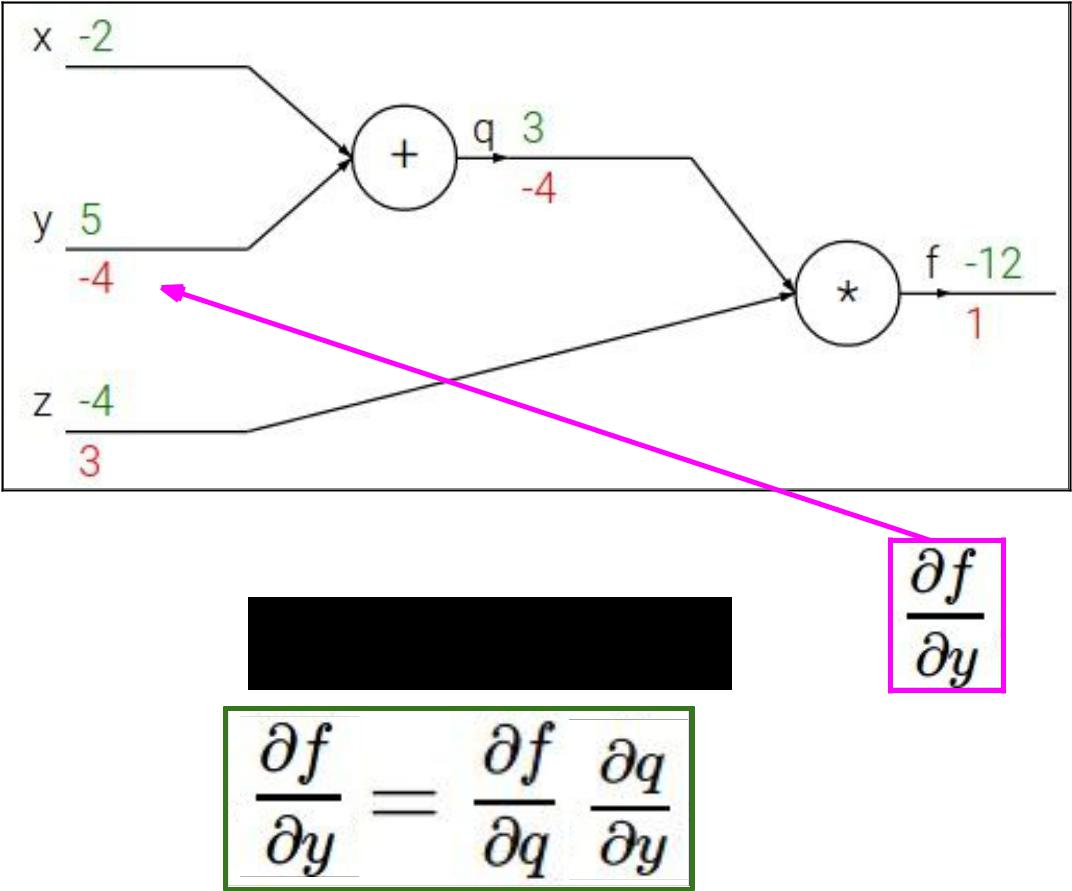 x -2
+
q 3
-4
y 5
-4
*
f -12
1
z -4
3
∂f
∂y
∂f/∂y = ∂f/∂q ∂q/∂y